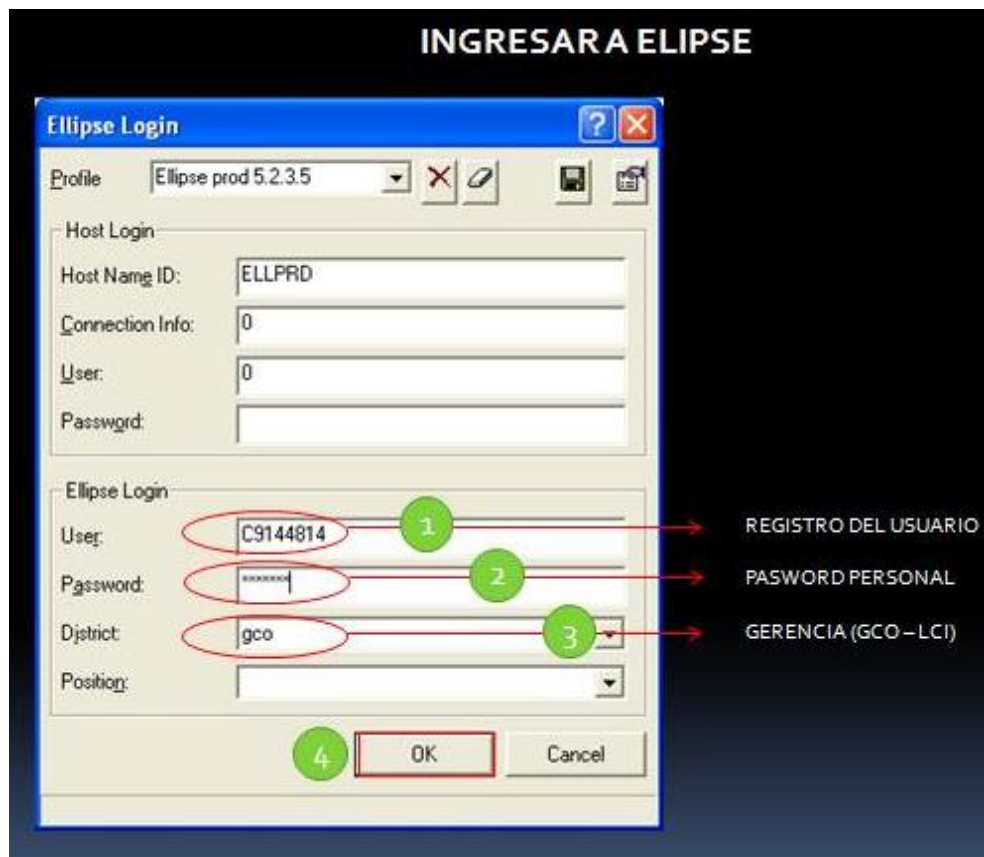 INGRESAR A ELIPSE
Ellipse Login
Profile Ellipse prod 5.2.3.5
Host Login
Host Name ID: ELLPRD
Connection Info: 0
User: 0
Password:
Ellipse Login
User: C9144814 1 REGISTRO DEL USUARIO
Password: ******* 2 PASWORD PERSONAL
District: gco 3 GERENCIA (GCO – LCI)
Position:
4 OK Cancel